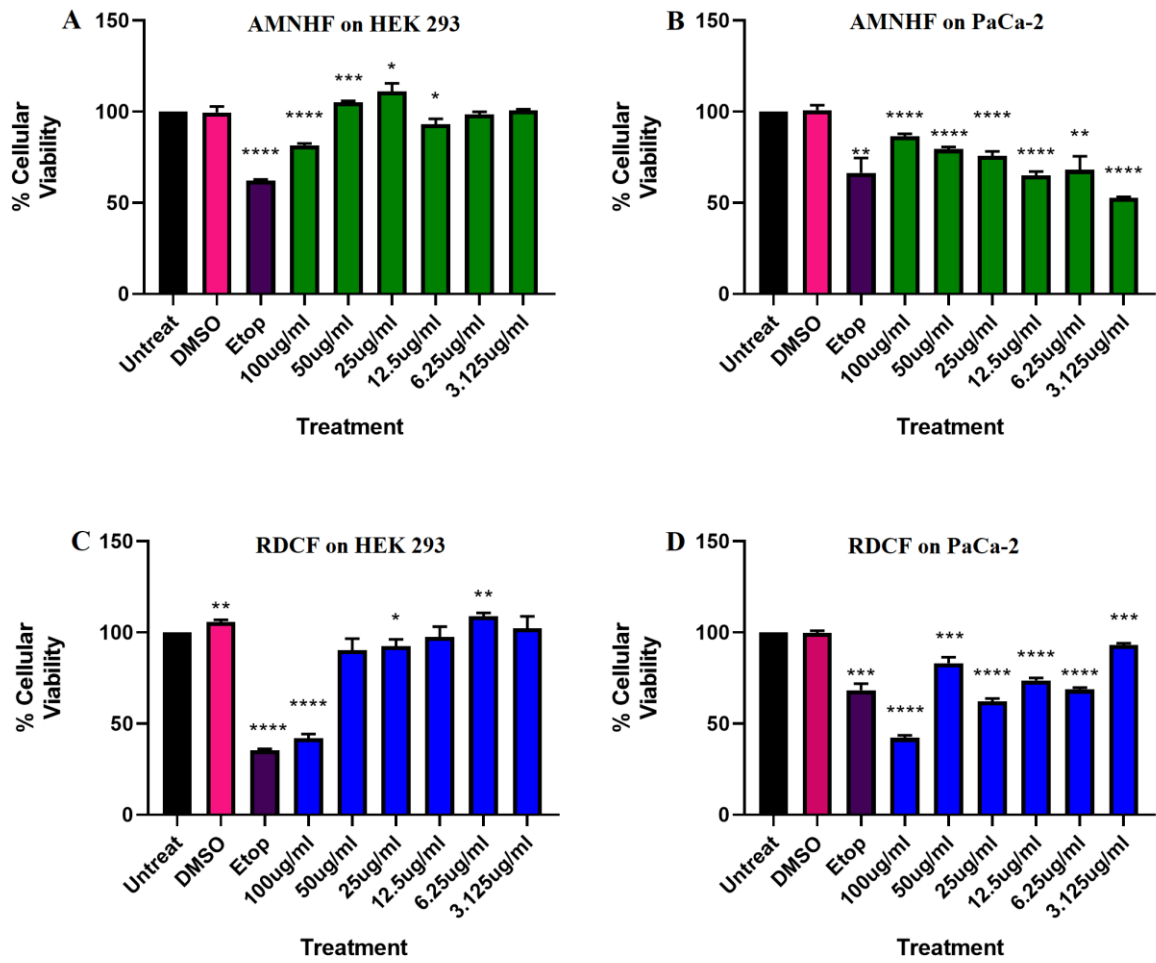 A
AMNHF on HEK 293
150
100
50
0
% Cellular
Viability
****
****
***
*
*
Untreat
DMSO
Etop
100ug/ml
50ug/ml
25ug/ml
12.5ug/ml
6.25ug/ml
3.125ug/ml
Treatment
B
AMNHF on PaCa-2
150
100
50
0
% Cellular
Viability
**
****
****
****
****
**
****
Untreat
DMSO
Etop
100ug/ml
50ug/ml
25ug/ml
12.5ug/ml
6.25ug/ml
3.125ug/ml
Treatment
C
RDCF on HEK 293
150
100
50
0
% Cellular
Viability
**
****
****
*
**
Untreat
DMSO
Etop
100ug/ml
50ug/ml
25ug/ml
12.5ug/ml
6.25ug/ml
3.125ug/ml
Treatment
D
RDCF on PaCa-2
150
100
50
0
% Cellular
Viability
***
****
***
****
****
****
***
Untreat
DMSO
Etop
100ug/ml
50ug/ml
25ug/ml
12.5ug/ml
6.25ug/ml
3.125ug/ml
Treatment